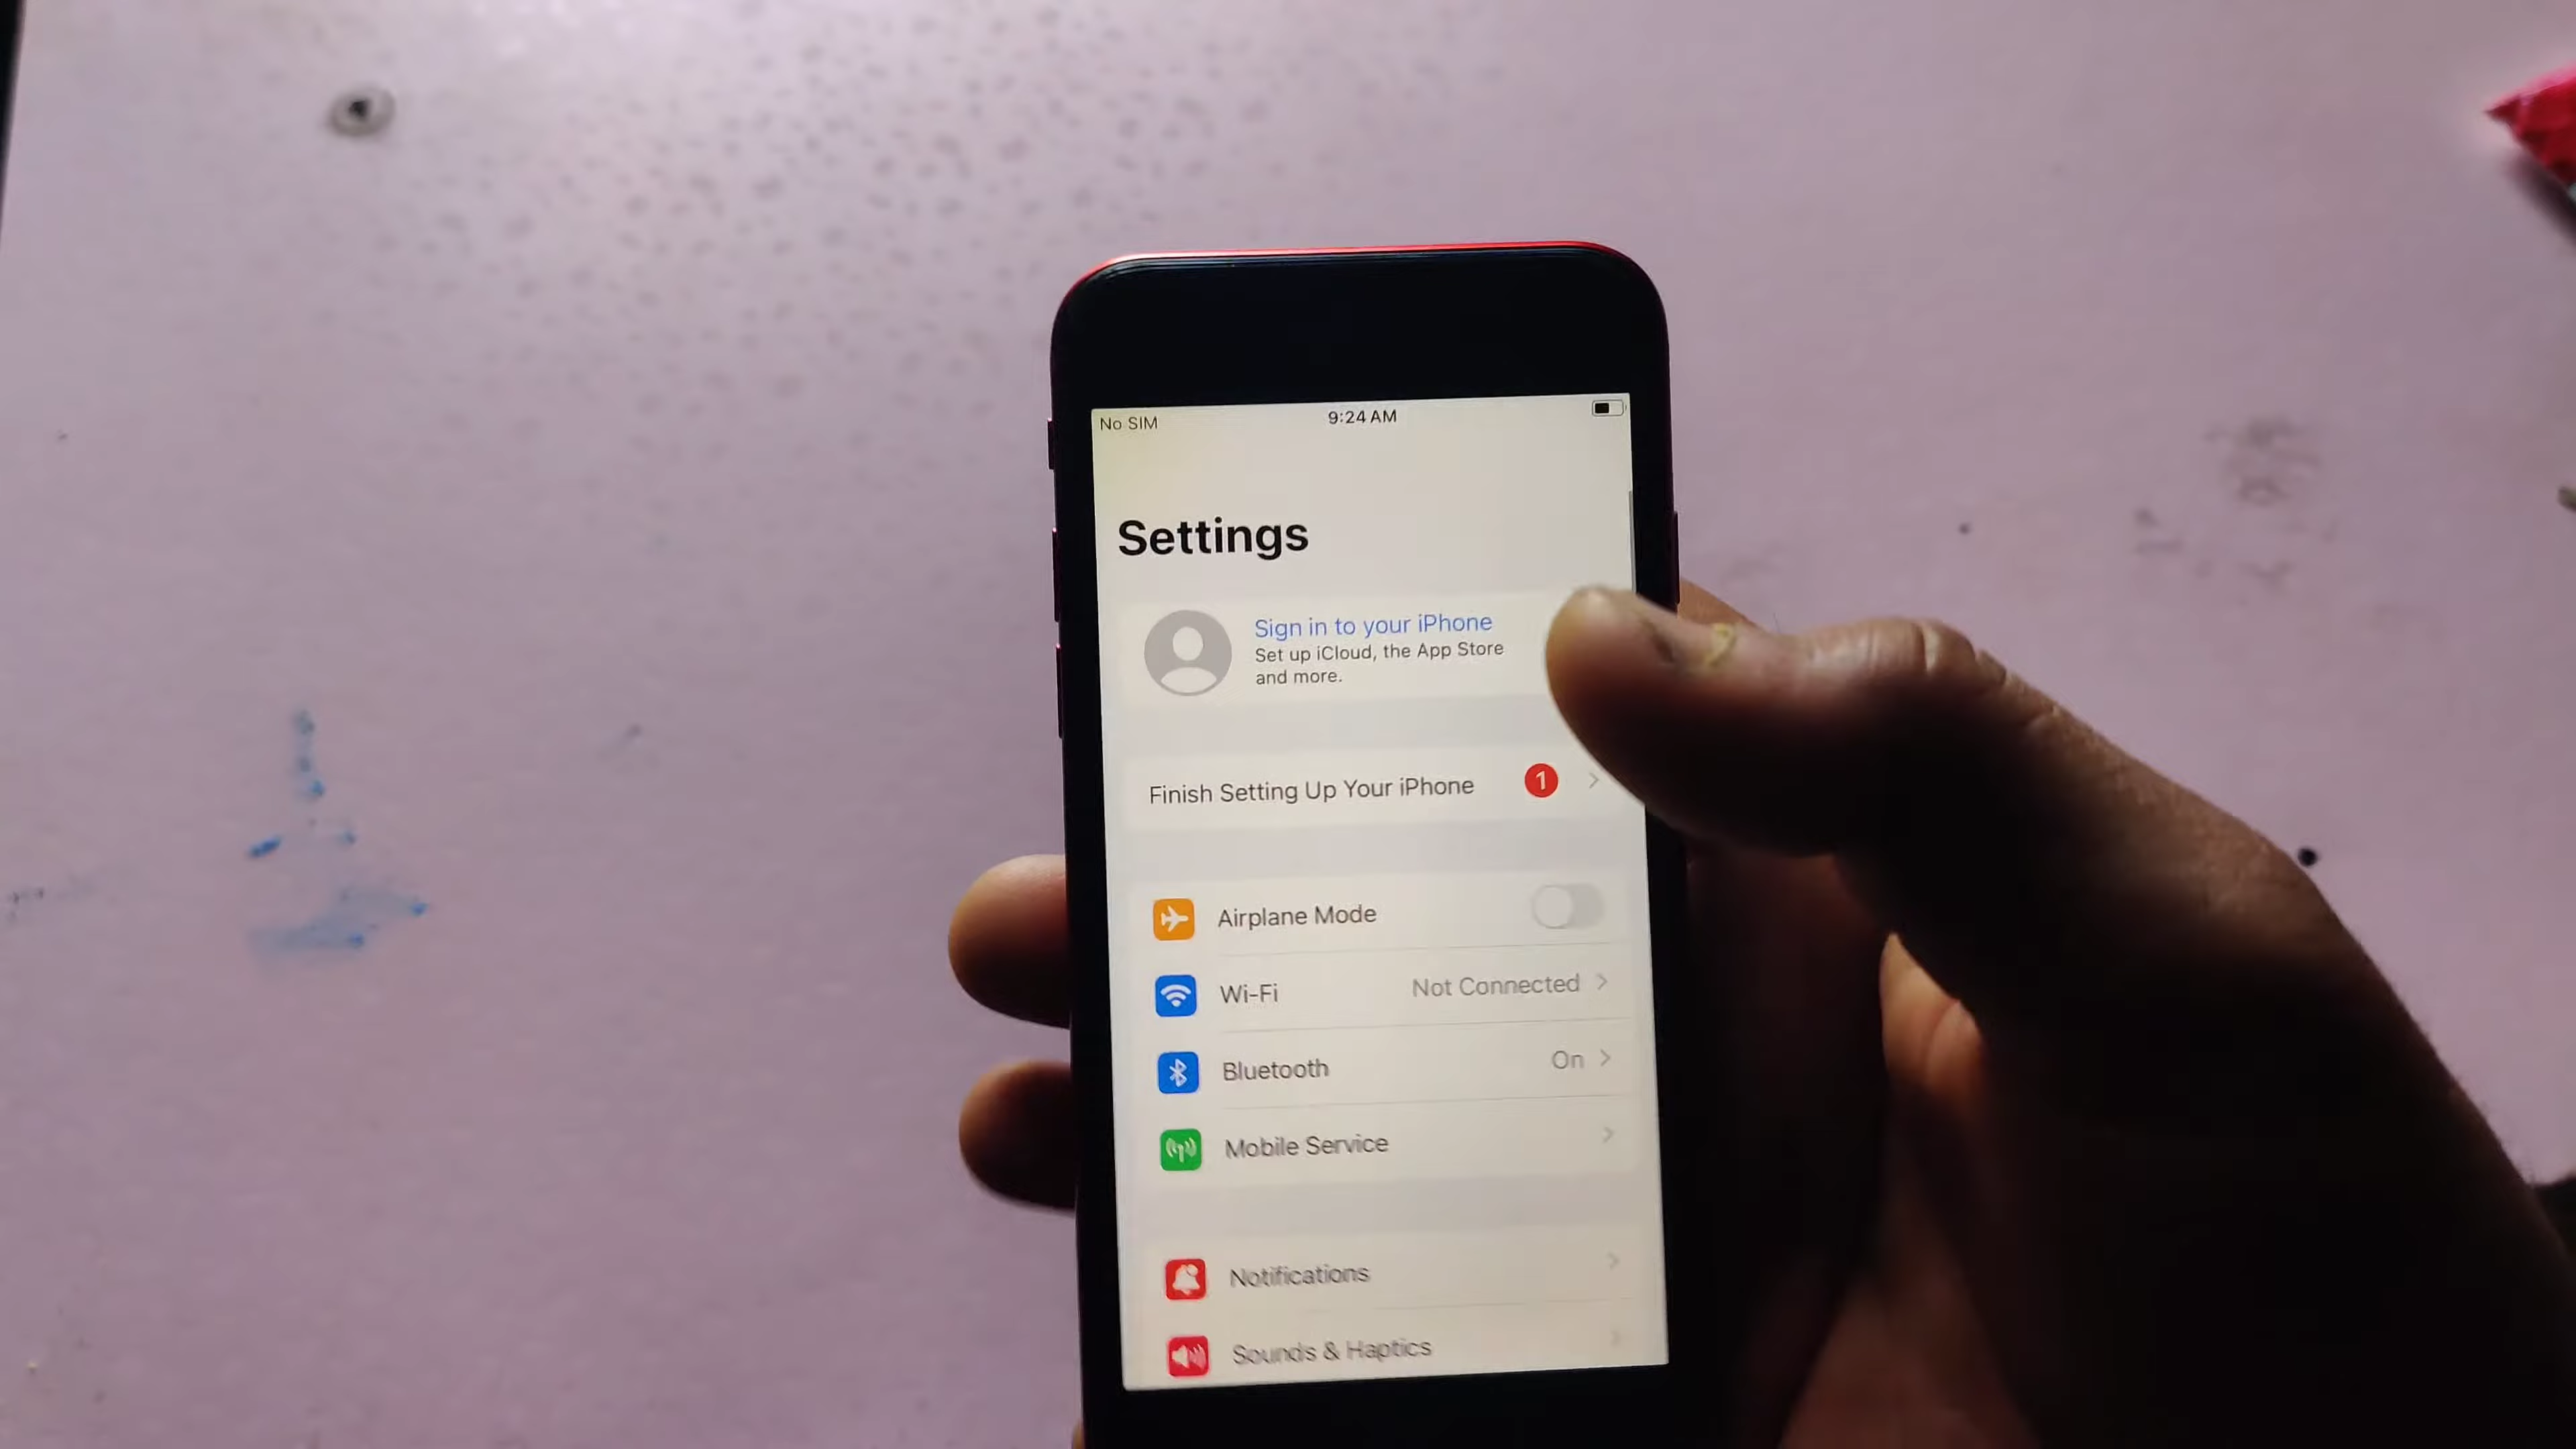 No SIM
9:24 AM
Settings
Sign in to your iPhone
Set up iCloud, the App Store
and more.
Finish Setting Up Your iPhone
1
Airplane Mode
Wi-Fi
Not Connected
Bluetooth
On
Mobile Service
Notifications
Sounds & Haptics